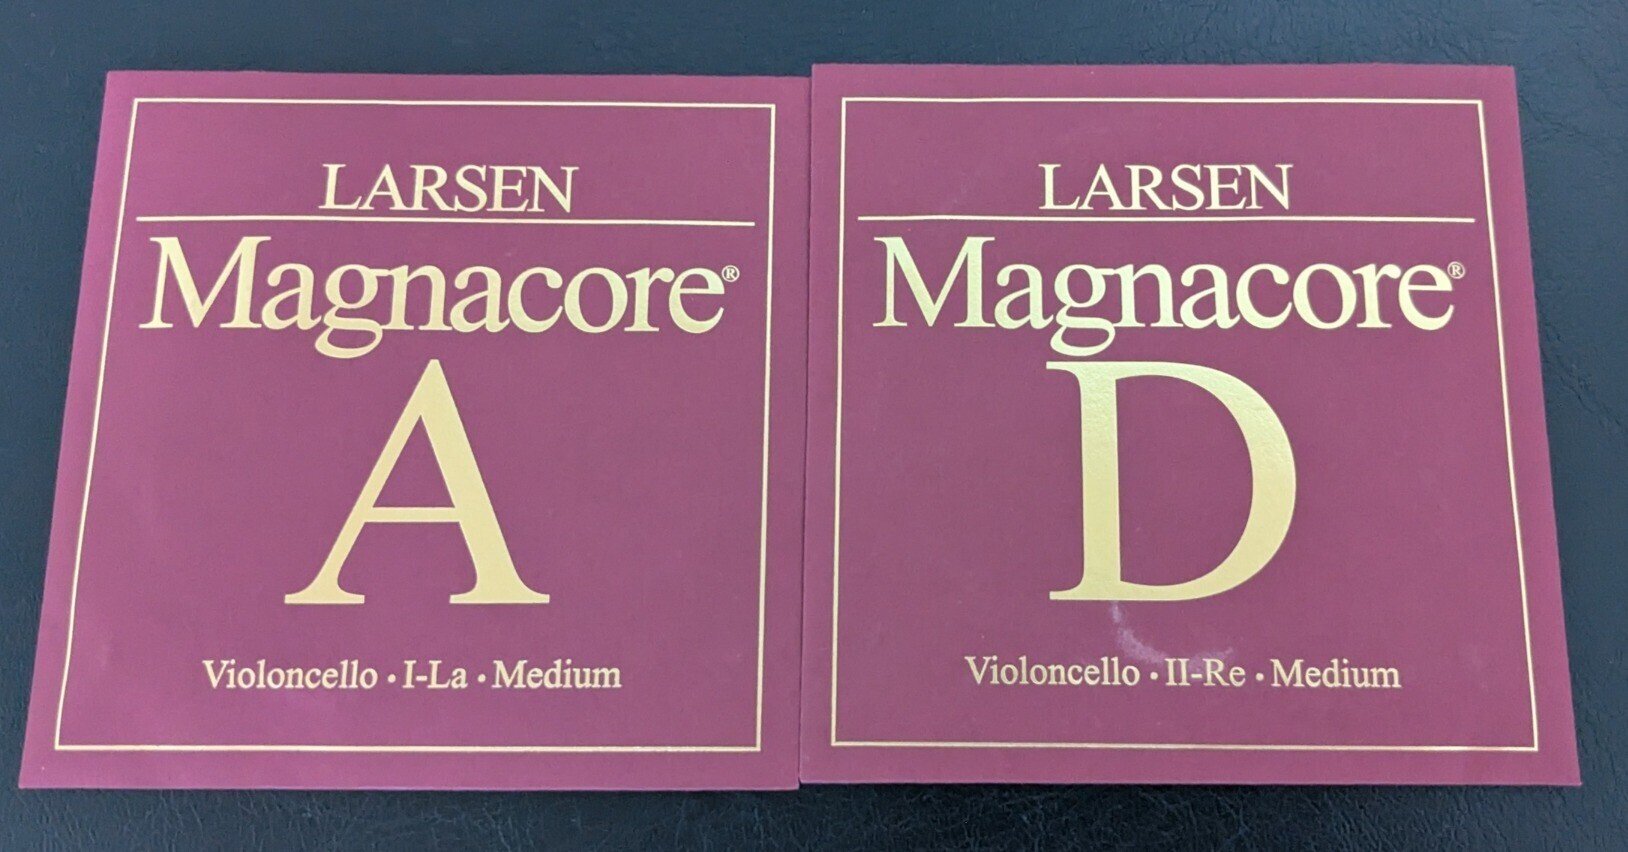 LARSEN
Magnacore®
A
Violoncello · I-La · Medium
LARSEN
Magnacore®
D
Violoncello · II-Re · Medium